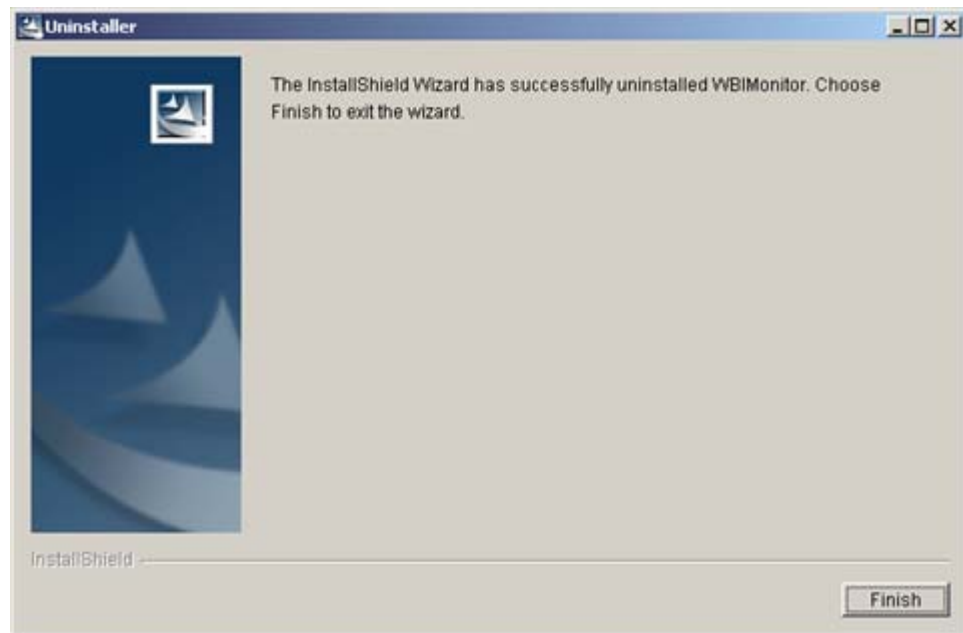 Uninstaller
The InstallShield Wizard has successfully uninstalled WBIMonitor. Choose
Finish to exit the wizard.
InstallShield
Finish